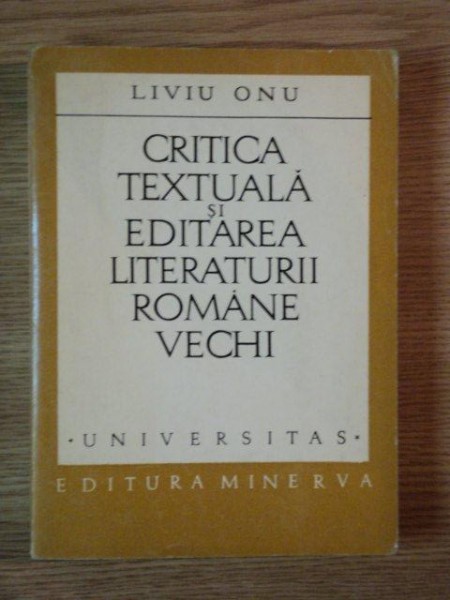 LIVIU ONU
CRITICA
TEXTUALĂ
ȘI
EDITAREA
LITERATURII
ROMÂNE
VECHI
• UNIVERSITAS •
EDITURA MINERVA